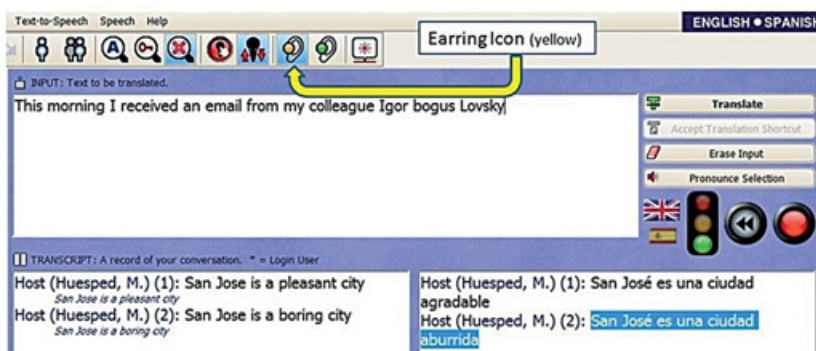 Text-to-Speech Speech Help
ENGLISH • SPANISH
Earring Icon (yellow)
INPUT: Text to be translated.
This morning I received an email from my colleague Igor bogus Lovsky
Translate
Accept Translation Shortcut
Erase Input
Pronounce Selection
TRANSCRIPT: A record of your conversation. * = Login User
Host (Huesped, M.) (1): San Jose is a pleasant city
San Jose is a pleasant city
Host (Huesped, M.) (2): San Jose is a boring city
San Jose is a boring city
Host (Huesped, M.) (1): San José es una ciudad
agradable
Host (Huesped, M.) (2): San José es una ciudad
aburrida